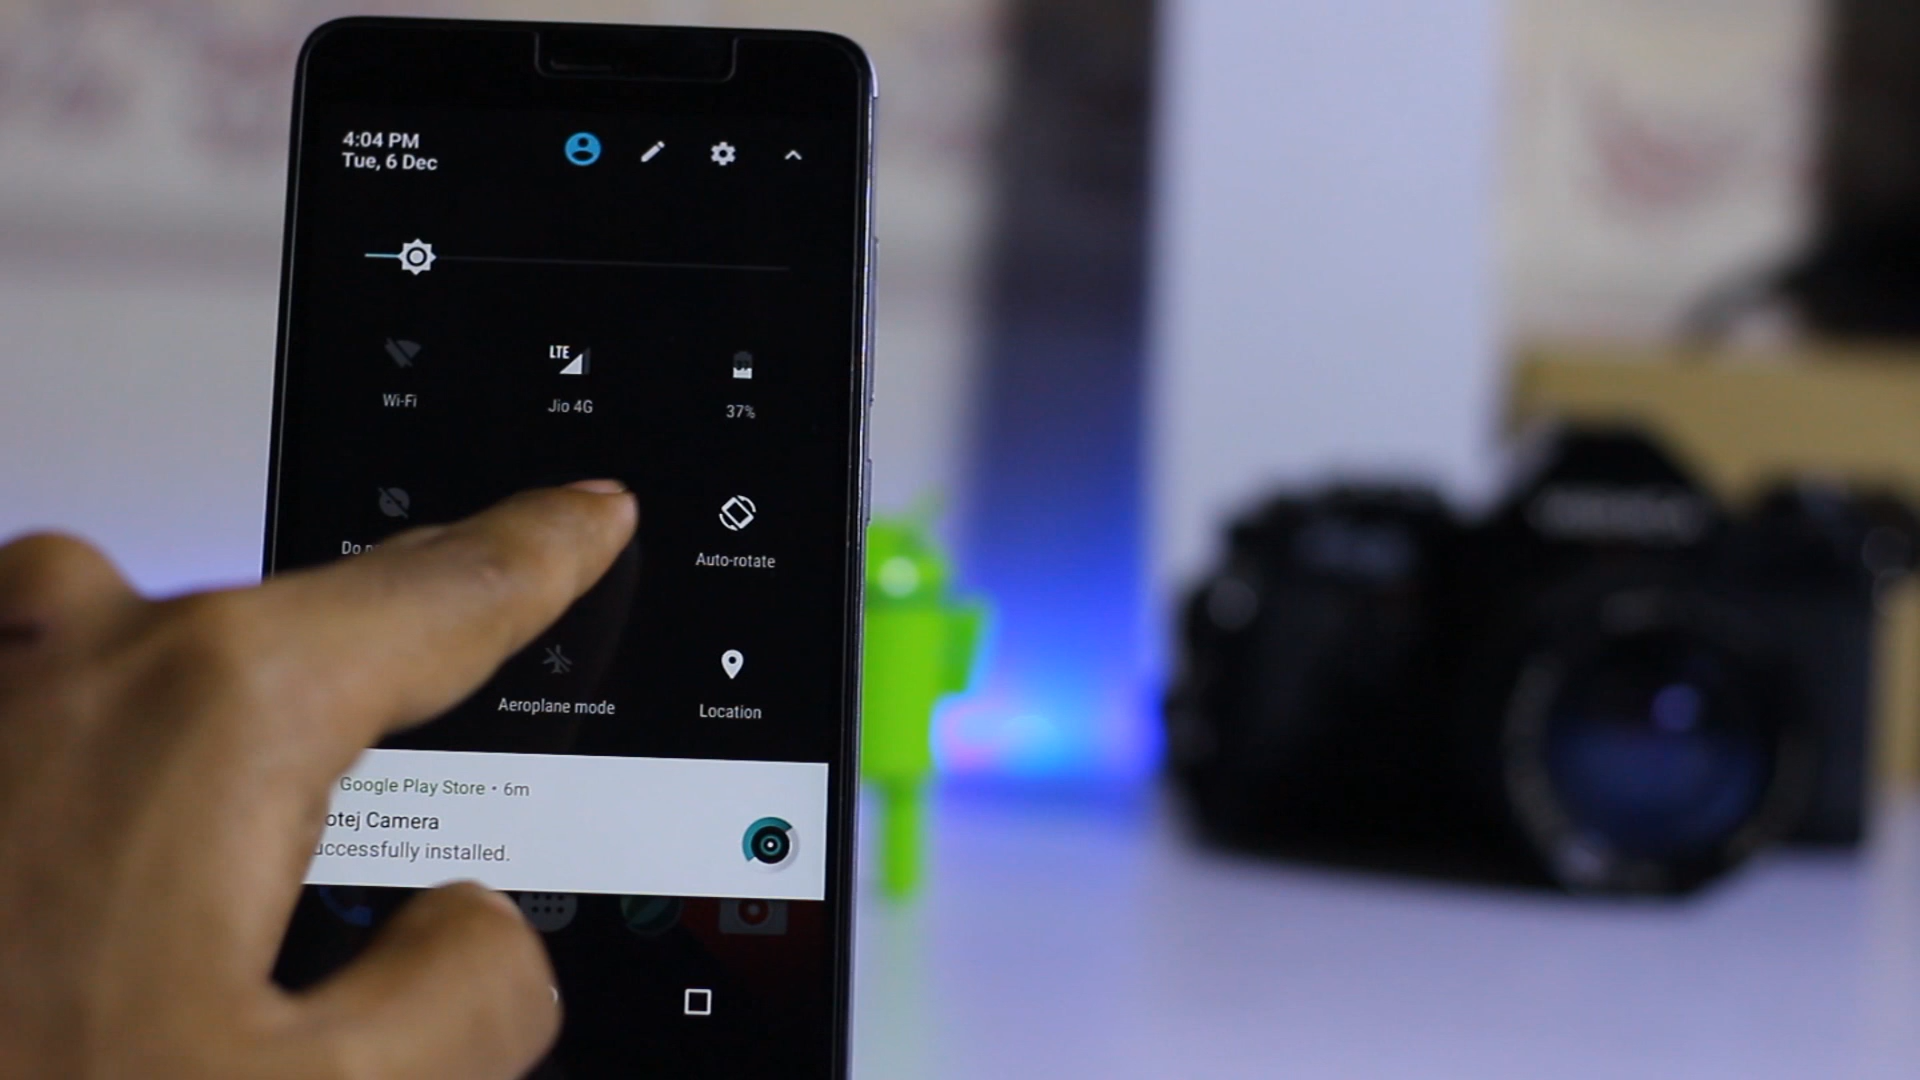 4:04 PM
Tue, 6 Dec
LTE
Wi-Fi
Jio 4G
37%
Do
Auto-rotate
Aeroplane mode
Location
Google Play Store • 6m
otej Camera
uccessfully installed.